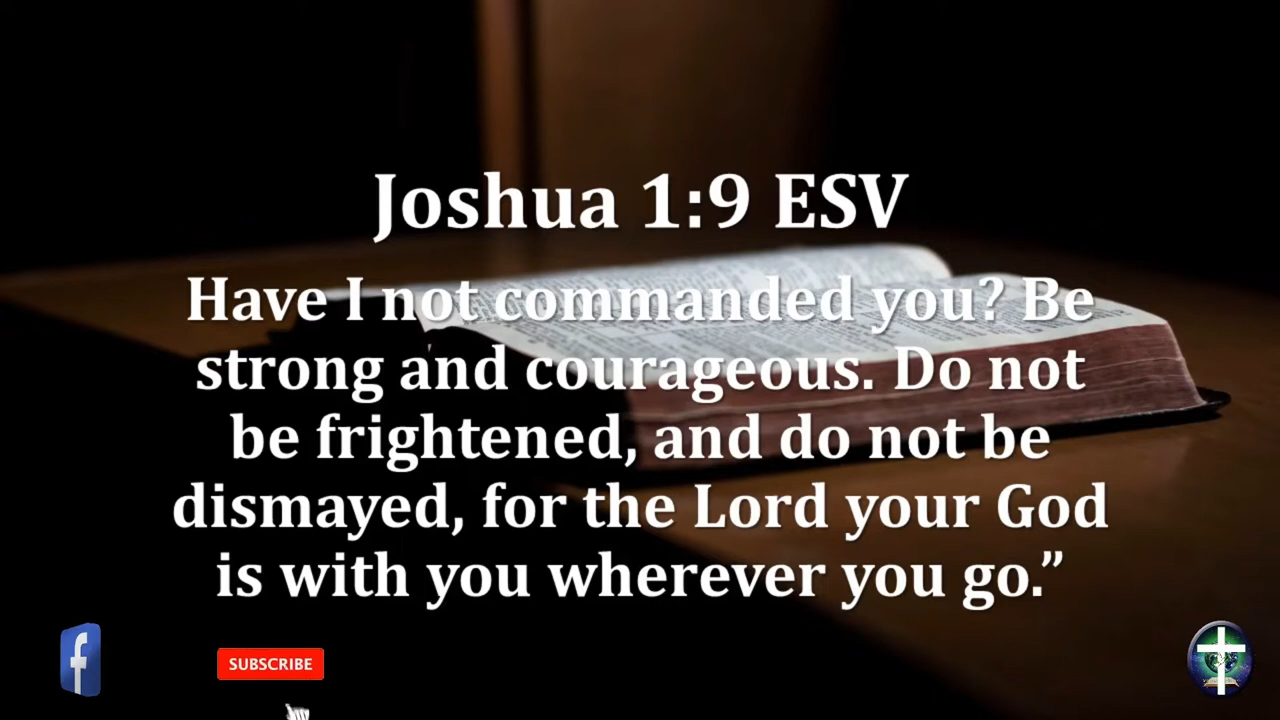 Joshua 1:9 ESV
Have I not commanded you? Be
strong and courageous. Do not
be frightened, and do not be
dismayed, for the Lord your God
is with you wherever you go.”
f
SUBSCRIBE